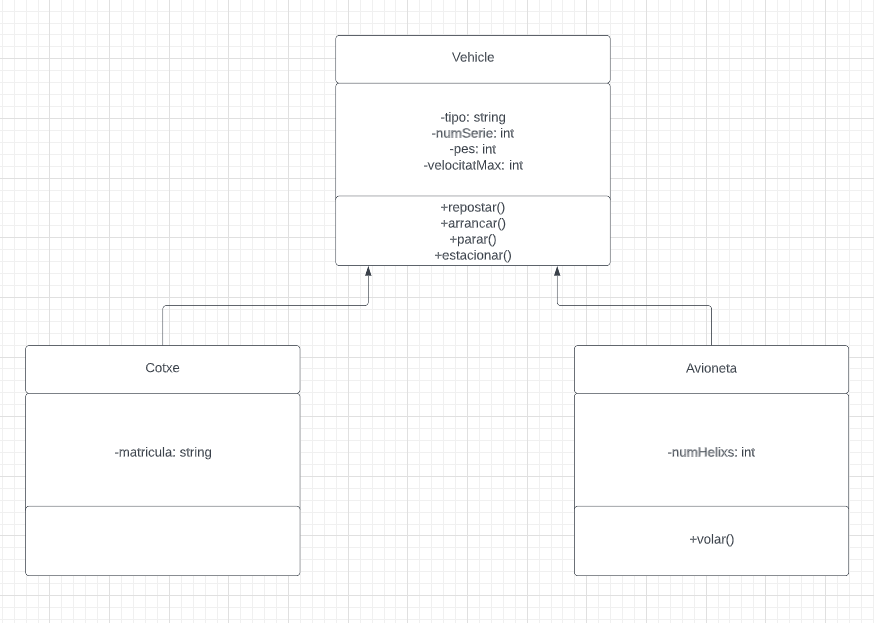 Vehicle
-tipo: string
-numSerie: int
-pes: int
-velocitatMax: int
+repostar()
+arrancar()
+parar()
+estacionar()
Cotxe
-matricula: string
Avioneta
-numHelixs: int
+volar()